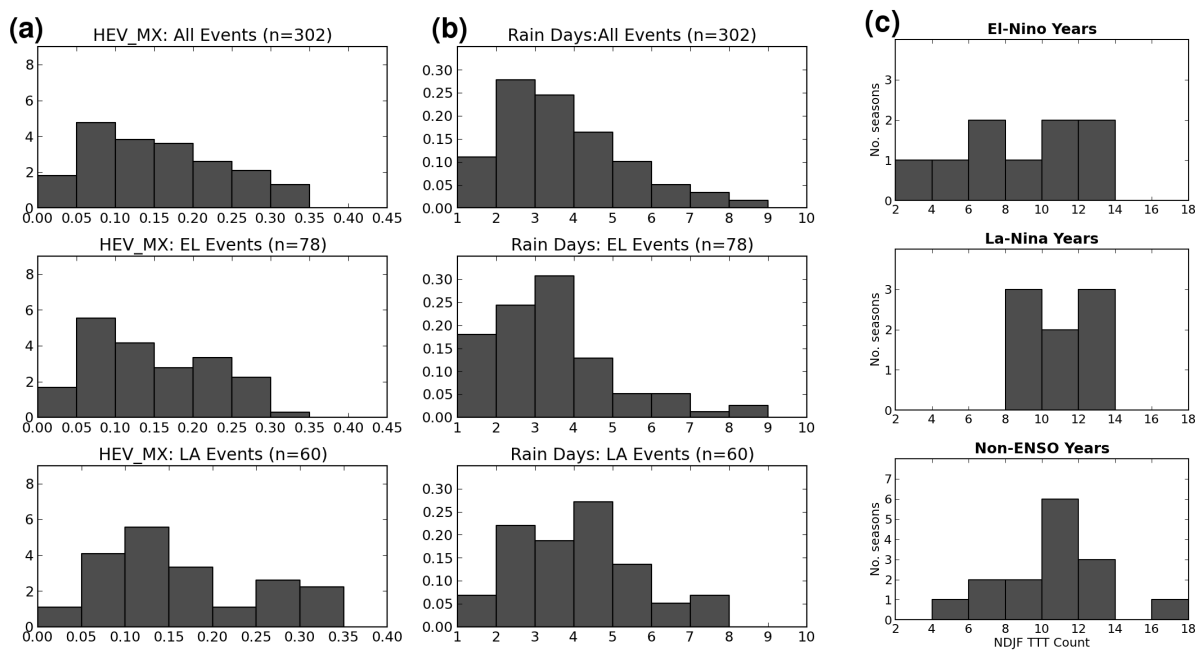 (a)
HEV_MX: All Events (n=302)
8
6
4
2
0
0.00 0.05 0.10 0.15 0.20 0.25 0.30 0.35 0.40 0.45
HEV_MX: EL Events (n=78)
8
6
4
2
0
0.00 0.05 0.10 0.15 0.20 0.25 0.30 0.35 0.40 0.45
HEV_MX: LA Events (n=60)
8
6
4
2
0
0.00 0.05 0.10 0.15 0.20 0.25 0.30 0.35 0.40
(b)
Rain Days:All Events (n=302)
0.30
0.25
0.20
0.15
0.10
0.05
0.00
1 2 3 4 5 6 7 8 9 10
Rain Days: EL Events (n=78)
0.30
0.25
0.20
0.15
0.10
0.05
0.00
1 2 3 4 5 6 7 8 9 10
Rain Days: LA Events (n=60)
0.30
0.25
0.20
0.15
0.10
0.05
0.00
1 2 3 4 5 6 7 8 9 10
(c)
El-Nino Years
No. seasons
3
2
1
0
2 4 6 8 10 12 14 16 18
La-Nina Years
No. seasons
3
2
1
0
2 4 6 8 10 12 14 16 18
Non-ENSO Years
No. seasons
7
6
5
4
3
2
1
0
2 4 6 8 10 12 14 16 18
NDJF TTT Count